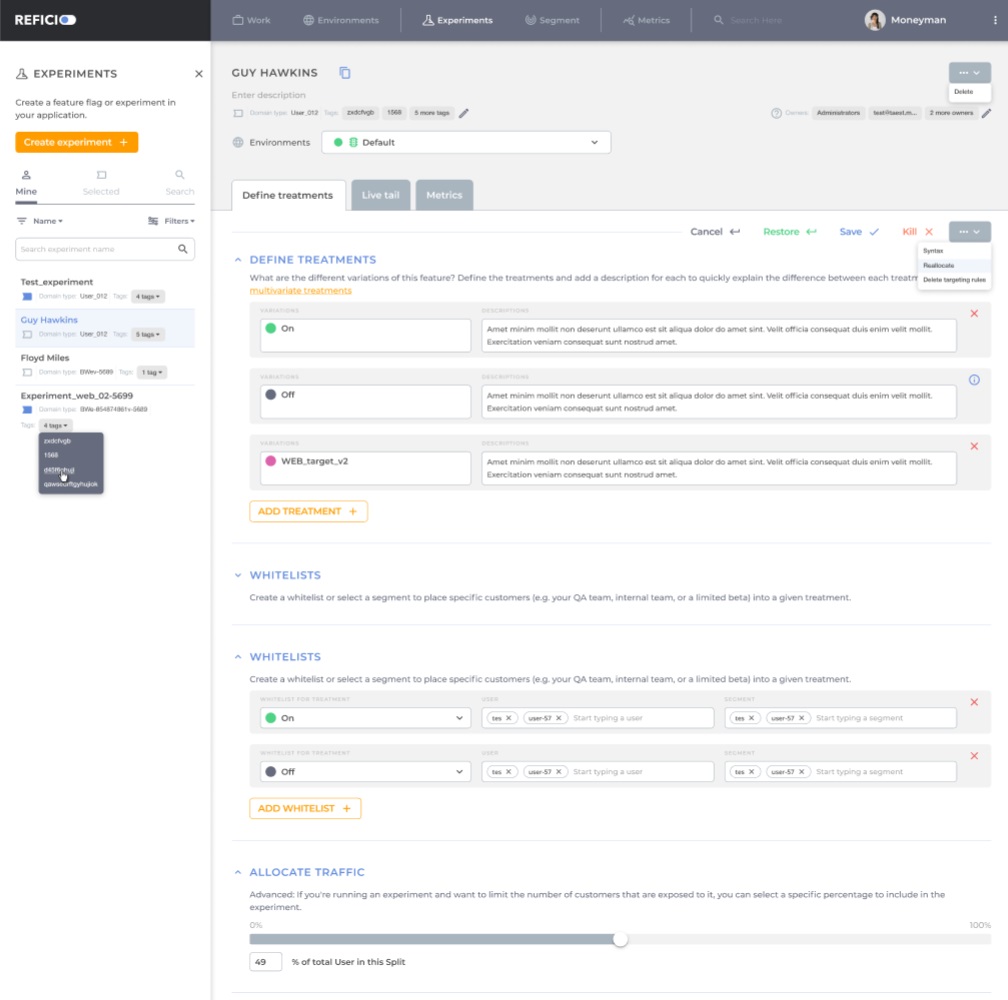 REFICIO
Work
Environments
Experiments
Segment
Metrics
Search Here
Moneyman
EXPERIMENTS
Create a feature flag or experiment in
your application.
Create experiment +
Mine
Selected
Search
Name
Filters
Search experiment name
Test_experiment
Domain type: User_012 Tags: 4 tags
Guy Hawkins
Domain type: User_012 Tags: 5 tags
Floyd Miles
Domain type: BWev-5689 Tags: 1 tag
Experiment_web_02-5699
Domain type:
Tags: 4 tags
zxdcfvgb
1568
GUY HAWKINS
Enter description
Domain type: User_012 Tags: zxdcfvgb 1568 5 more tags
Owners: Administrators 2 more owners
Delete
Environments
Default
Define treatments
Live tail
Metrics
Cancel
Restore
Save
Kill
Syntax
Reallocate
Delete targeting rules
DEFINE TREATMENTS
What are the different variations of this feature? Define the treatments and add a description for each to quickly explain the difference between each treatm
multivariate treatments
VARIATIONS
DESCRIPTIONS
On
Amet minim mollit non deserunt ullamco est sit aliqua dolor do amet sint. Velit officia consequat duis enim velit mollit.
Exercitation veniam consequat sunt nostrud amet.
VARIATIONS
DESCRIPTIONS
Off
Amet minim mollit non deserunt ullamco est sit aliqua dolor do amet sint. Velit officia consequat duis enim velit mollit.
Exercitation veniam consequat sunt nostrud amet.
VARIATIONS
DESCRIPTIONS
WEB_target_v2
Amet minim mollit non deserunt ullamco est sit aliqua dolor do amet sint. Velit officia consequat duis enim velit mollit.
Exercitation veniam consequat sunt nostrud amet.
ADD TREATMENT +
WHITELISTS
Create a whitelist or select a segment to place specific customers (e.g. your QA team, internal team, or a limited beta) into a given treatment.
WHITELISTS
Create a whitelist or select a segment to place specific customers (e.g. your QA team, internal team, or a limited beta) into a given treatment.
WHITELIST FOR TREATMENT
USER
SEGMENT
On
tes × user-57 × Start typing a user
tes × user-57 × Start typing a segment
WHITELIST FOR TREATMENT
USER
SEGMENT
Off
tes × user-57 × Start typing a user
tes × user-57 × Start typing a segment
ADD WHITELIST +
ALLOCATE TRAFFIC
Advanced: If you're running an experiment and want to limit the number of customers that are exposed to it, you can select a specific percentage to include in the
experiment.
0%
100%
49 % of total User in this Split